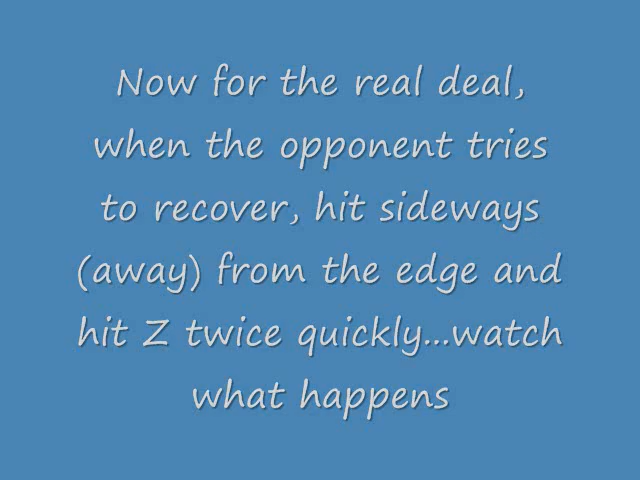 Now for the real deal,
when the opponent tries
to recover, hit sideways
(away) from the edge and
hit Z twice quickly...watch
what happens